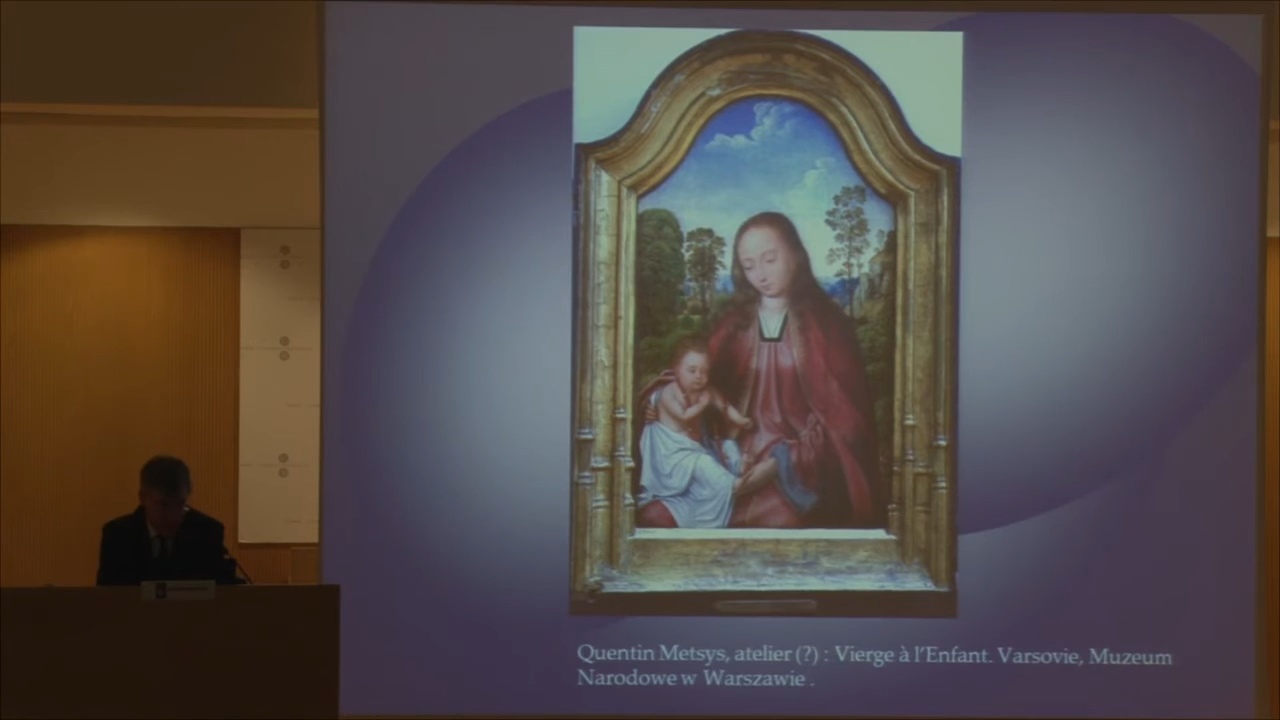 Quentin Metsys, atelier (?) : Vierge à l'Enfant. Varsovie, Muzeum
Narodowe w Warszawie .